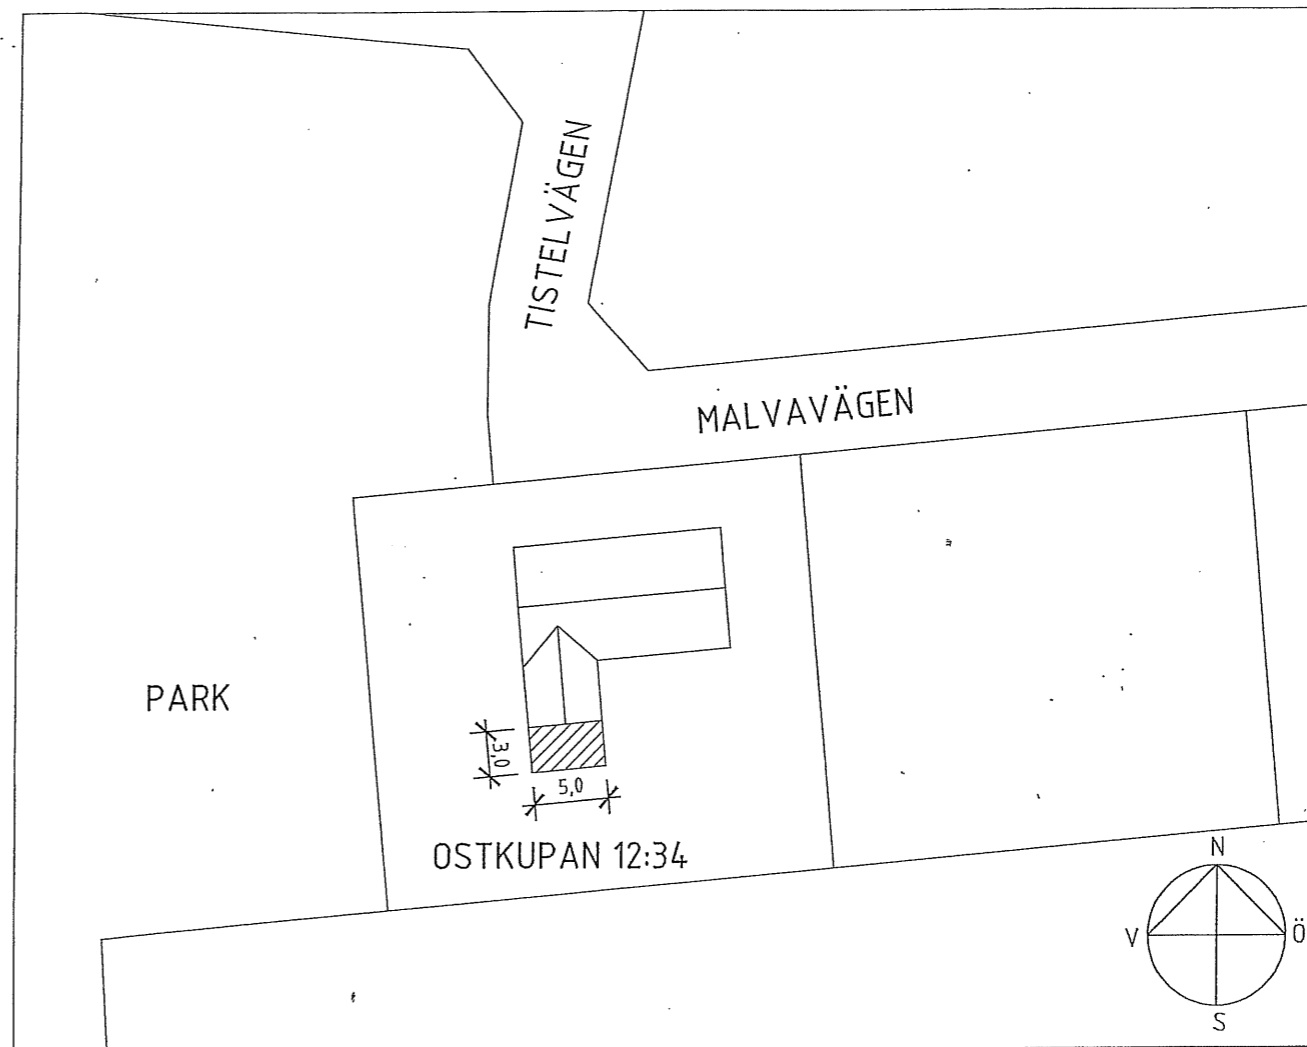 TISTELVÄGEN
MALVAVÄGEN
PARK
3,0
5,0
OSTKUPAN 12:34
N
V Ö
S